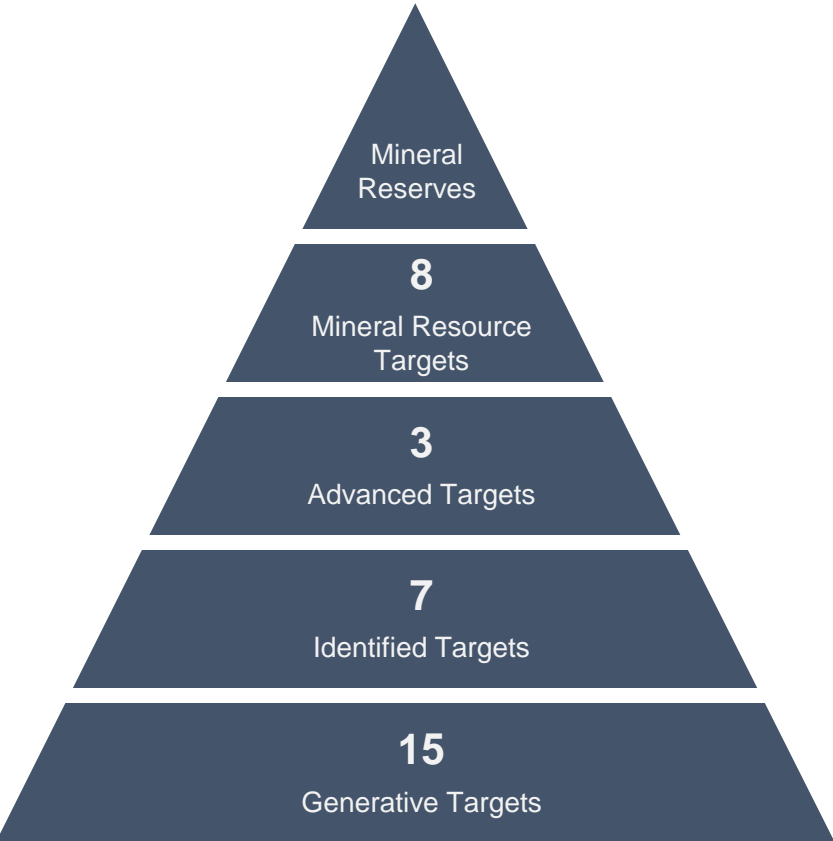 Mineral
Reserves
8
Mineral Resource
Targets
3
Advanced Targets
7
Identified Targets
15
Generative Targets